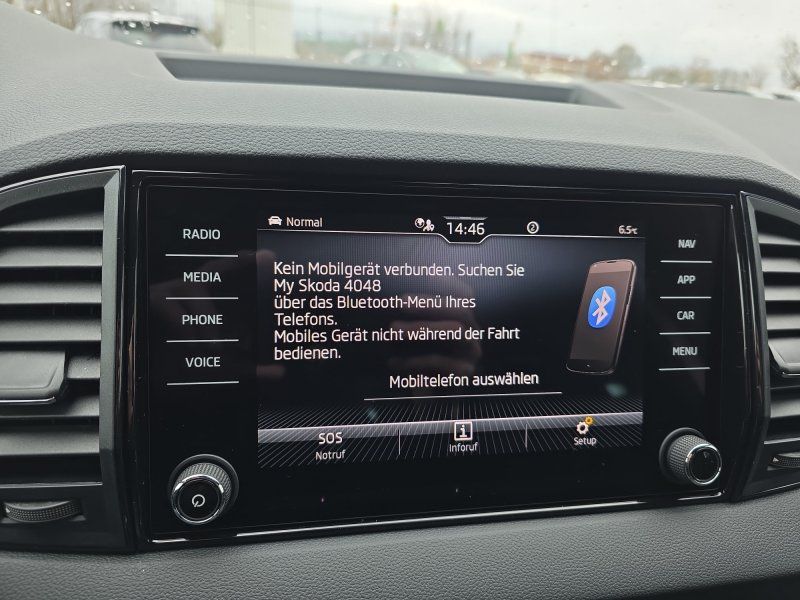 Normal
14:46
2
6.5°C
RADIO
MEDIA
PHONE
VOICE
NAV
APP
CAR
MENU
Kein Mobilgerät verbunden. Suchen Sie
My Skoda 4048
über das Bluetooth-Menü Ihres
Telefons.
Mobiles Gerät nicht während der Fahrt
bedienen.
Mobiltelefon auswählen
SOS
Notruf
i
Inforuf
Setup